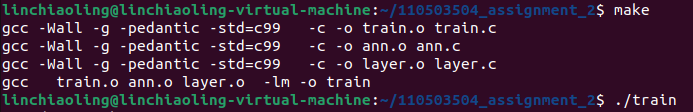 linchiaoling@linchiaoling-virtual-machine:~/110503504_assignment_2$ make
gcc -Wall -g -pedantic -std=c99   -c -o train.o train.c
gcc -Wall -g -pedantic -std=c99   -c -o ann.o ann.c
gcc -Wall -g -pedantic -std=c99   -c -o layer.o layer.c
gcc   train.o ann.o layer.o  -lm -o train
linchiaoling@linchiaoling-virtual-machine:~/110503504_assignment_2$ ./train